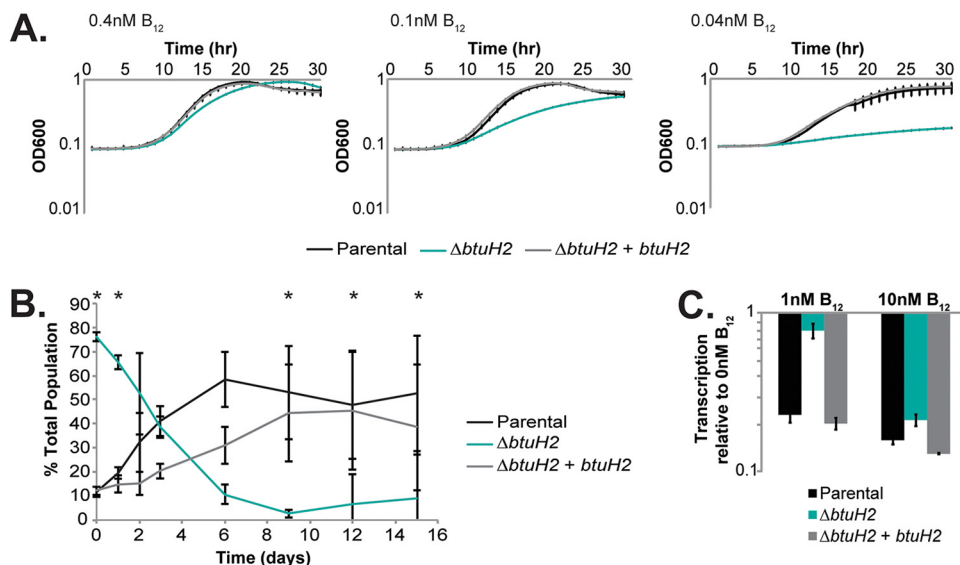 A.
0.4nM B12
Time (hr)
0 5 10 15 20 25 30
1
0.1
0.01
OD600
0.1nM B12
Time (hr)
0 5 10 15 20 25 30
1
0.1
0.01
OD600
0.04nM B12
Time (hr)
0 5 10 15 20 25 30
1
0.1
0.01
OD600
Parental ΔbtuH2 ΔbtuH2 + btuH2
B.
* * * * *
90
80
70
60
50
40
30
20
10
0
% Total Population
0 2 4 6 8 10 12 14 16
Time (days)
Parental
ΔbtuH2
ΔbtuH2 + btuH2
C.
1nM B12 10nM B12
1
0.1
Transcription
relative to 0nM B12
Parental
ΔbtuH2
ΔbtuH2 + btuH2